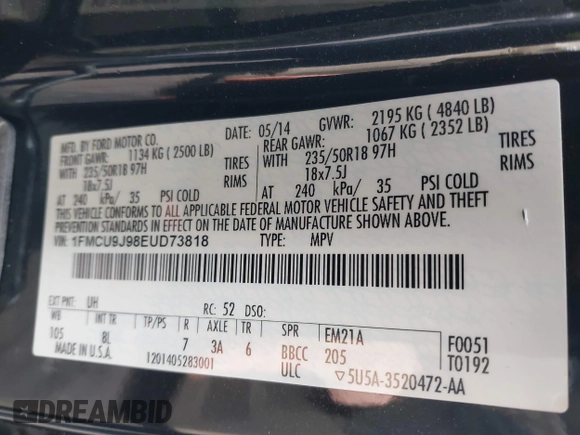 MFD. BY FORD MOTOR CO. DATE: 05/14 GVWR: 2195 KG ( 4840 LB)
FRONT GAWR: 1134 KG ( 2500 LB) REAR GAWR: 1067 KG ( 2352 LB)
WITH 235/50R18 97H TIRES WITH 235/50R18 97H TIRES
18x7.5J RIMS 18x7.5J RIMS
AT 240 kPa/ 35 PSI COLD AT 240 kPa/ 35 PSI COLD
THIS VEHICLE CONFORMS TO ALL APPLICABLE FEDERAL MOTOR VEHICLE SAFETY AND THEFT
PREVENTION STANDARDS IN EFFECT ON THE DATE OF MANUFACTURE SHOWN ABOVE.
VIN: 1FMCU9J98EUD73818 TYPE: MPV
EXT PNT: UH RC: 52 DSO:
WB INT TR TP/PS R AXLE TR SPR EM21A F0051
105 8L 7 3A 6 BBCC 205 T0192
MADE IN U.S.A. 1201405283001 ULC ▽5U5A-3520472-AA
DREAMBID